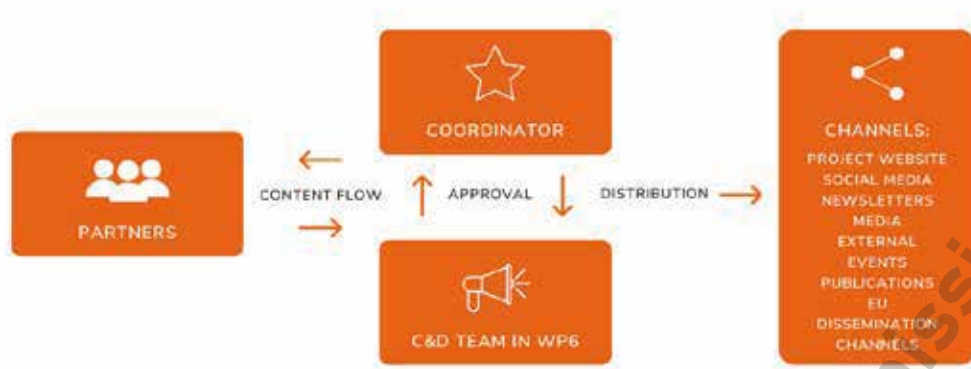 COORDINATOR
PARTNERS
CONTENT FLOW
APPROVAL
DISTRIBUTION
C&D TEAM IN WP6
CHANNELS:
PROJECT WEBSITE
SOCIAL MEDIA
NEWSLETTERS
MEDIA
EXTERNAL
EVENTS
PUBLICATIONS
EU
DISSEMINATION
CHANNELS